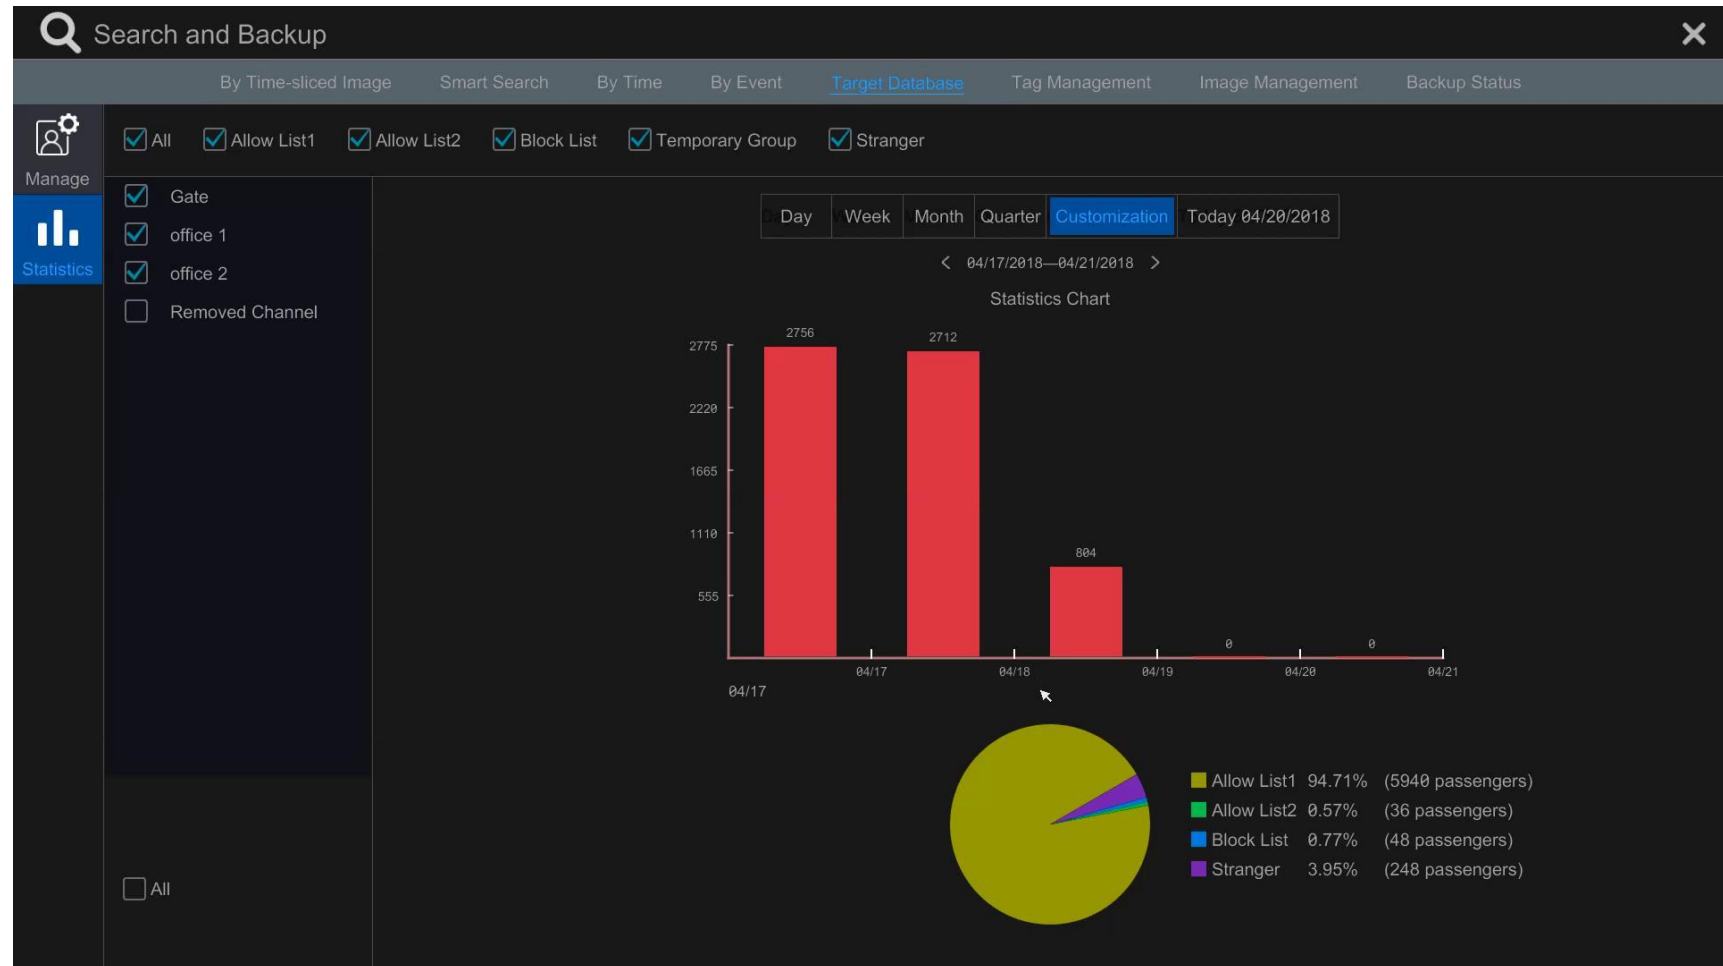 Search and Backup
By Time-sliced Image Smart Search By Time By Event Target Database Tag Management Image Management Backup Status
All Allow List1 Allow List2 Block List Temporary Group Stranger
Manage
Statistics
Gate
office 1
office 2
Removed Channel
All
Day Week Month Quarter Customization Today 04/20/2018
04/17/2018—04/21/2018
Statistics Chart
2756 2712 804 0 0
2775
2220
1665
1110
555
04/17 04/18 04/19 04/20 04/21
04/17
Allow List1 94.71% (5940 passengers)
Allow List2 0.57% (36 passengers)
Block List 0.77% (48 passengers)
Stranger 3.95% (248 passengers)